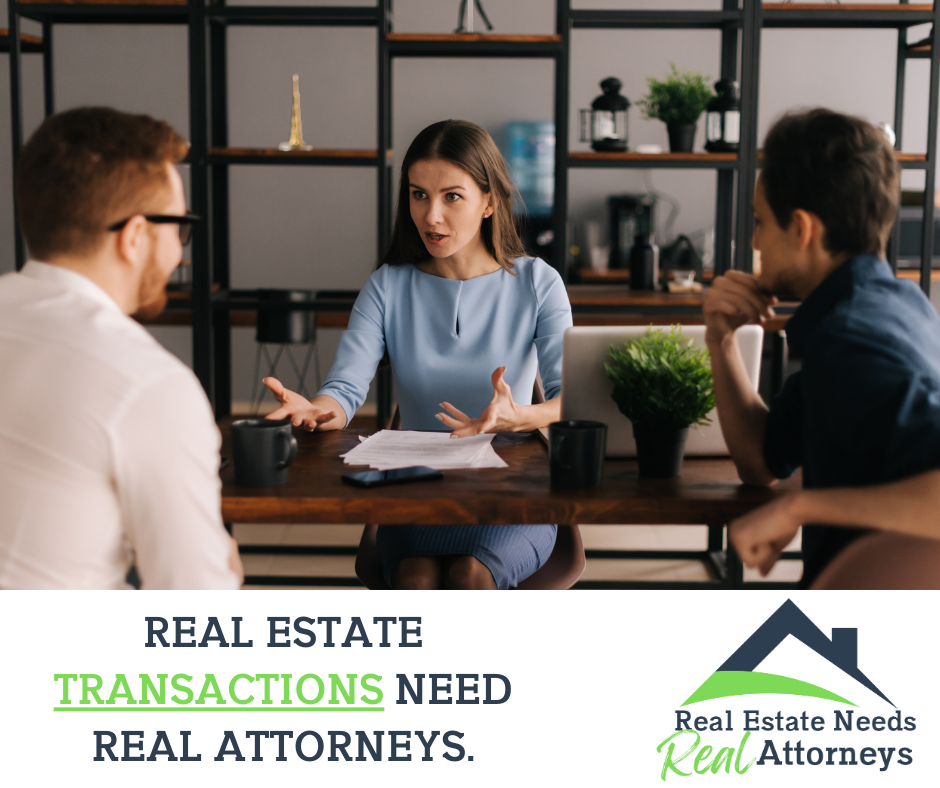 REAL ESTATE
TRANSACTIONS NEED
REAL ATTORNEYS.
Real Estate Needs
Real Attorneys